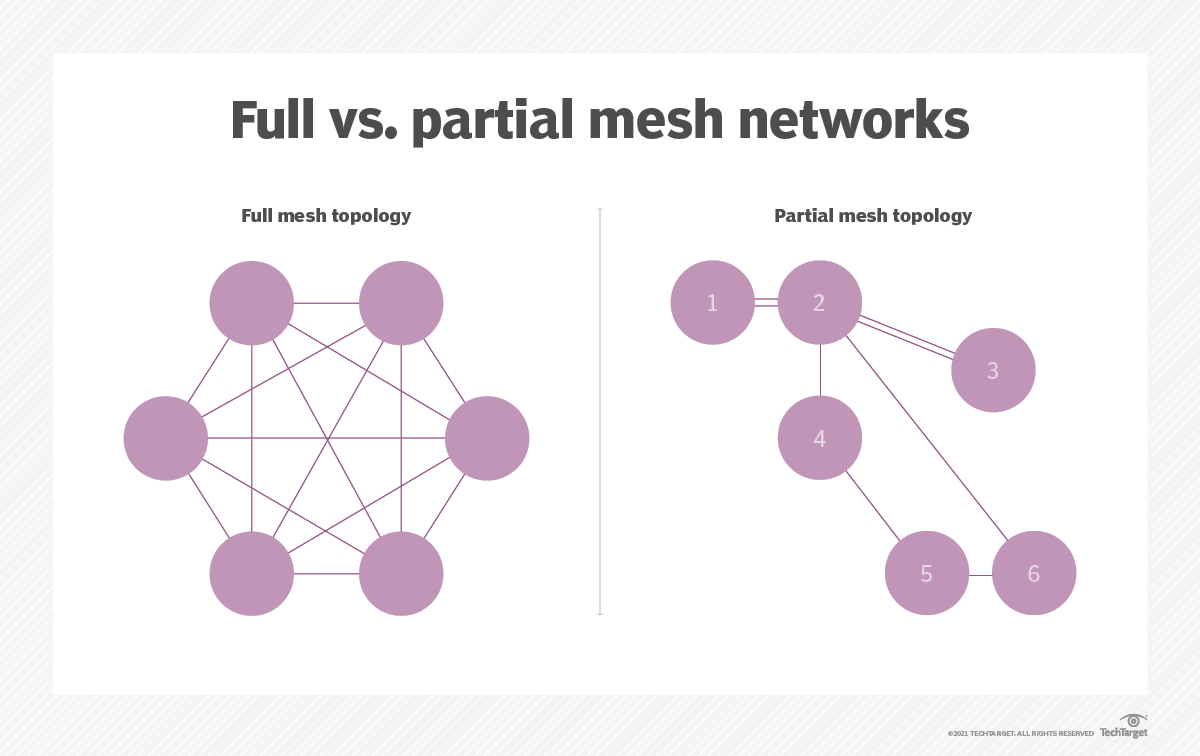 Full vs. partial mesh networks
Full mesh topology
Partial mesh topology
1
2
3
4
5
6
©2021 TECHTARGET. ALL RIGHTS RESERVED
TechTarget